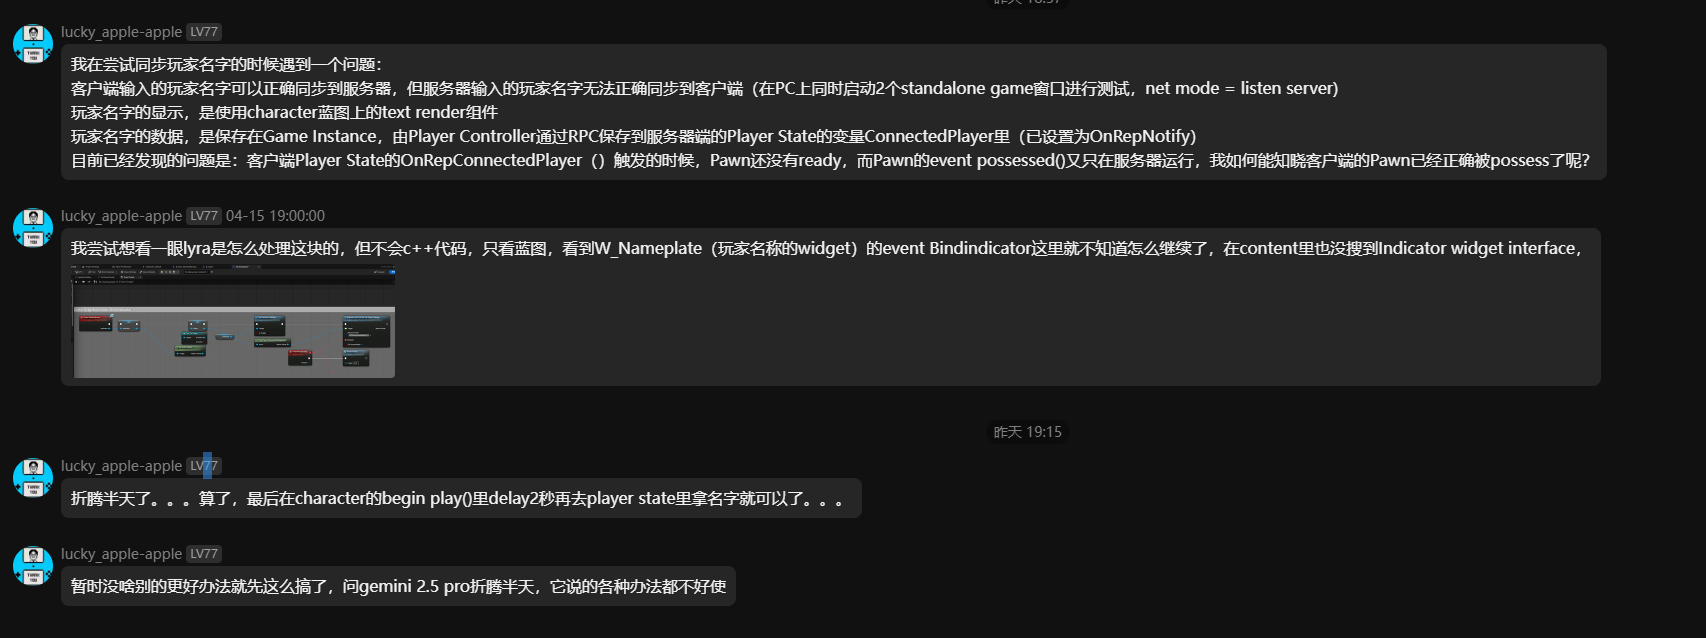 昨天 18:57
lucky_apple-apple LV77
我在尝试同步玩家名字的时候遇到一个问题：
客户端输入的玩家名字可以正确同步到服务器，但服务器输入的玩家名字无法正确同步到客户端（在PC上同时启动2个standalone game窗口进行测试，net mode = listen server)
玩家名字的显示，是使用character蓝图上的text render组件
玩家名字的数据，是保存在Game Instance，由Player Controller通过RPC保存到服务器端的Player State的变量ConnectedPlayer里（已设置为OnRepNotify）
目前已经发现的问题是：客户端Player State的OnRepConnectedPlayer（）触发的时候，Pawn还没有ready，而Pawn的event possessed()又只在服务器运行，我如何能知晓客户端的Pawn已经正确被possess了呢？
lucky_apple-apple LV77 04-15 19:00:00
我尝试想看一眼lyra是怎么处理这块的，但不会c++代码，只看蓝图，看到W_Nameplate（玩家名称的widget）的event Bindindicator这里就不知道怎么继续了，在content里也没搜到Indicator widget interface，
昨天 19:15
lucky_apple-apple LV77
折腾半天了。。。算了，最后在character的begin play()里delay2秒再去player state里拿名字就可以了。。。
lucky_apple-apple LV77
暂时没啥别的更好办法就先这么搞了，问gemini 2.5 pro折腾半天，它说的各种办法都不好使